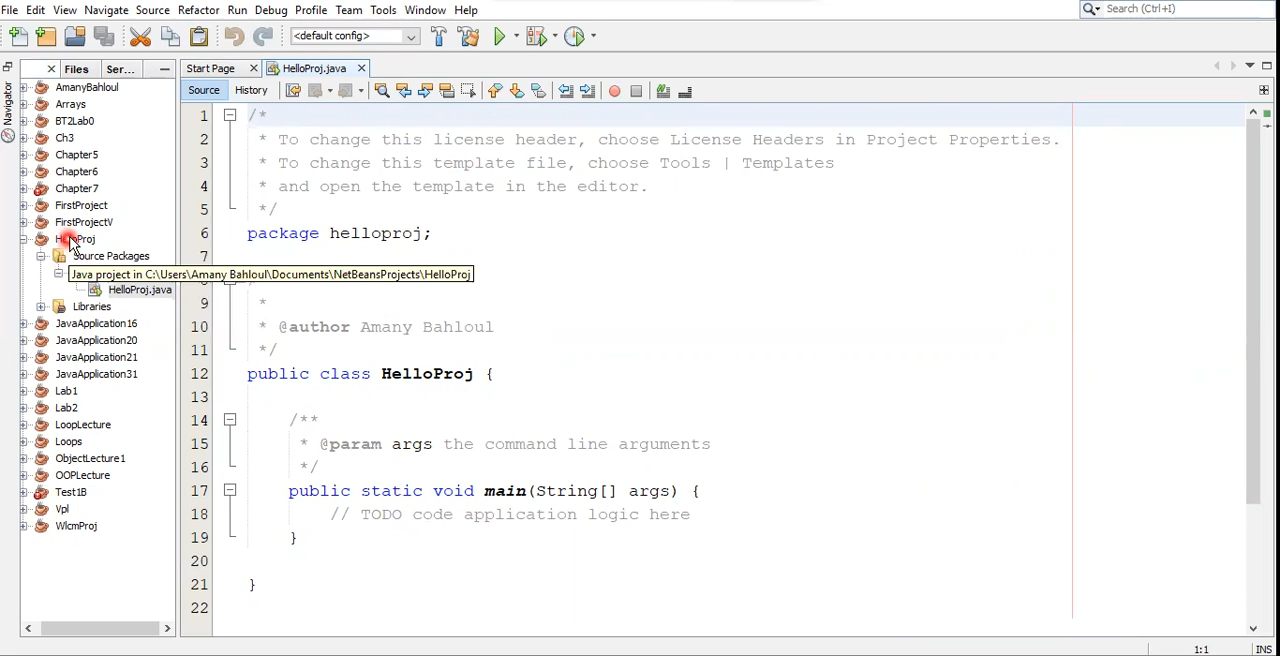 File Edit View Navigate Source Refactor Run Debug Profile Team Tools Window Help
Search (Ctrl+I)
<default config>
Files Ser...
Start Page HelloProj.java
Navigator
Source History
AmanyBahloul
Arrays
BT2Lab0
Ch3
Chapter5
Chapter6
Chapter7
FirstProject
FirstProjectV
HelloProj
Source Packages
Java project in C:\Users\Amany Bahloul\Documents\NetBeansProjects\HelloProj
HelloProj.java
Libraries
JavaApplication16
JavaApplication20
JavaApplication21
JavaApplication31
Lab1
Lab2
LoopLecture
Loops
ObjectLecture1
OOPLecture
Test1B
Vpl
WlcmProj
1 /*
2 * To change this license header, choose License Headers in Project Properties.
3 * To change this template file, choose Tools | Templates
4 * and open the template in the editor.
5 */
6 package helloproj;
7
9 *
10 * @author Amany Bahloul
11 */
12 public class HelloProj {
13
14 /**
15 * @param args the command line arguments
16 */
17 public static void main(String[] args) {
18 // TODO code application logic here
19 }
20
21 }
22
1:1 INS